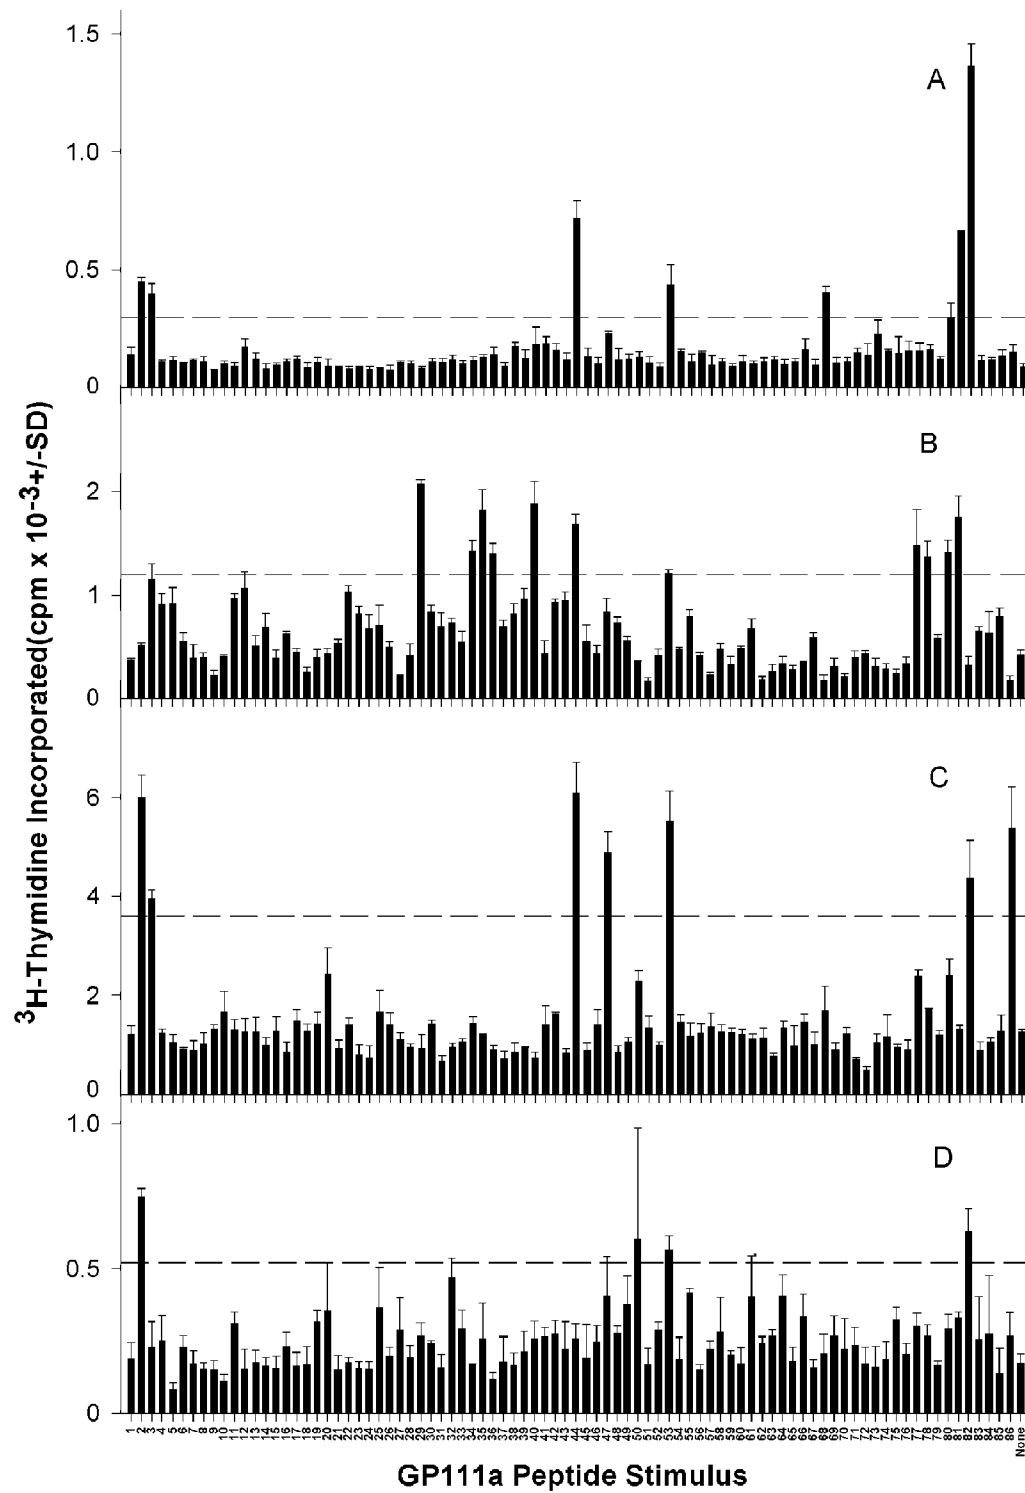 1.5
A
1.0
0.5
0
B
2
1
0
C
6
4
2
0
1.0
D
0.5
0
³H-Thymidine Incorporated(cpm x 10⁻³+/-SD)
1 2 3 4 5 6 7 8 9 10 11 12 13 14 15 16 17 18 19 20 21 22 23 24 25 26 27 28 29 30 31 32 33 34 35 36 37 38 39 40 41 42 43 44 45 46 47 48 49 50 51 52 53 54 55 56 57 58 59 60 61 62 63 64 65 66 67 68 69 70 71 72 73 74 75 76 77 78 79 80 81 82 83 84 85 86 None
GP111a Peptide Stimulus